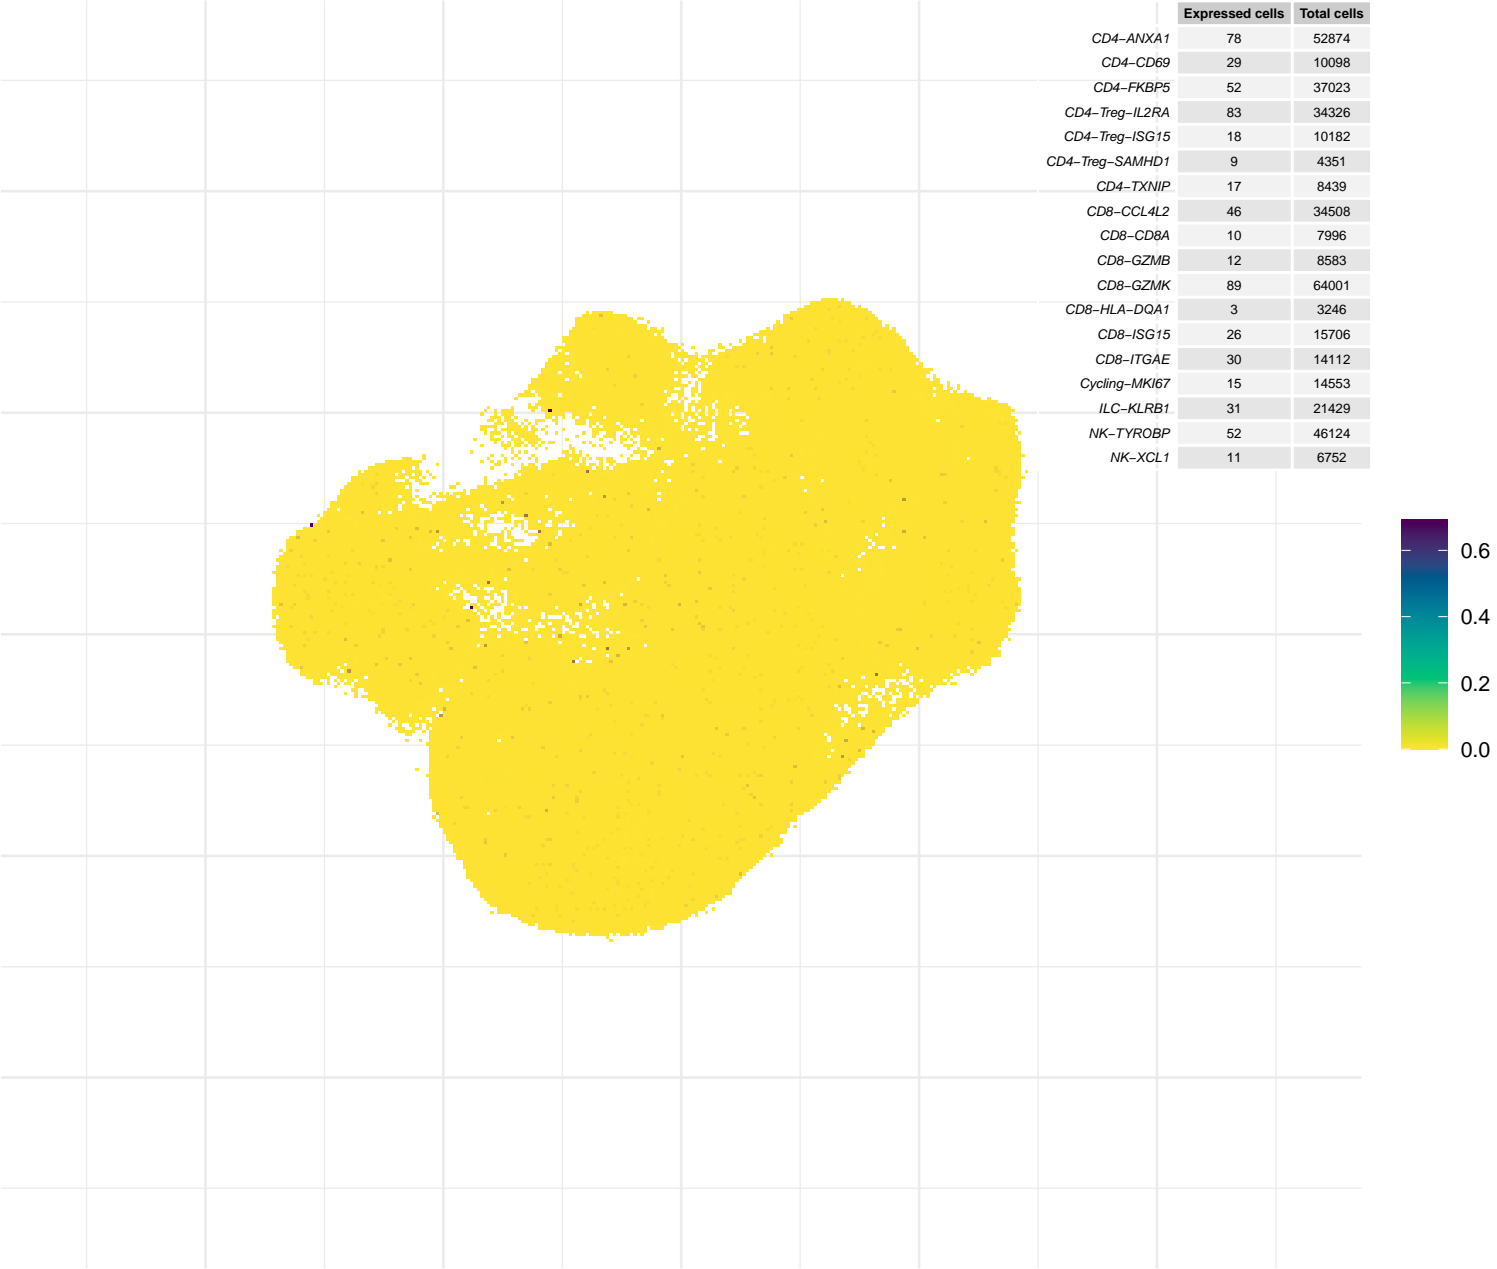 Expressed cells Total cells
CD4−ANXA1 78 52874
CD4−CD69 29 10098
CD4−FKBP5 52 37023
CD4−Treg−IL2RA 83 34326
CD4−Treg−ISG15 18 10182
CD4−Treg−SAMHD1 9 4351
CD4−TXNIP 17 8439
CD8−CCL4L2 46 34508
CD8−CD8A 10 7996
CD8−GZMB 12 8583
CD8−GZMK 89 64001
CD8−HLA−DQA1 3 3246
CD8−ISG15 26 15706
CD8−ITGAE 30 14112
Cycling−MKI67 15 14553
ILC−KLRB1 31 21429
NK−TYROBP 52 46124
NK−XCL1 11 6752
0.6
0.4
0.2
0.0